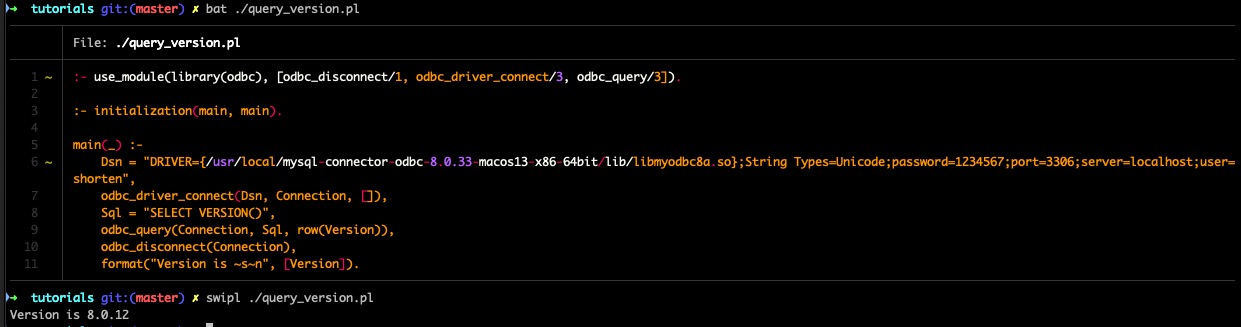 ➜ tutorials git:(master) ✗ bat ./query_version.pl
File: ./query_version.pl
1 ~ :- use_module(library(odbc), [odbc_disconnect/1, odbc_driver_connect/3, odbc_query/3]).
2
3 :- initialization(main, main).
4
5 main(_) :-
6 ~ Dsn = "DRIVER={/usr/local/mysql-connector-odbc-8.0.33-macos13-x86-64bit/lib/libmyodbc8a.so};String Types=Unicode;password=1234567;port=3306;server=localhost;user=
shorten",
7 odbc_driver_connect(Dsn, Connection, []),
8 Sql = "SELECT VERSION()",
9 odbc_query(Connection, Sql, row(Version)),
10 odbc_disconnect(Connection),
11 format("Version is ~s~n", [Version]).
➜ tutorials git:(master) ✗ swipl ./query_version.pl
Version is 8.0.12